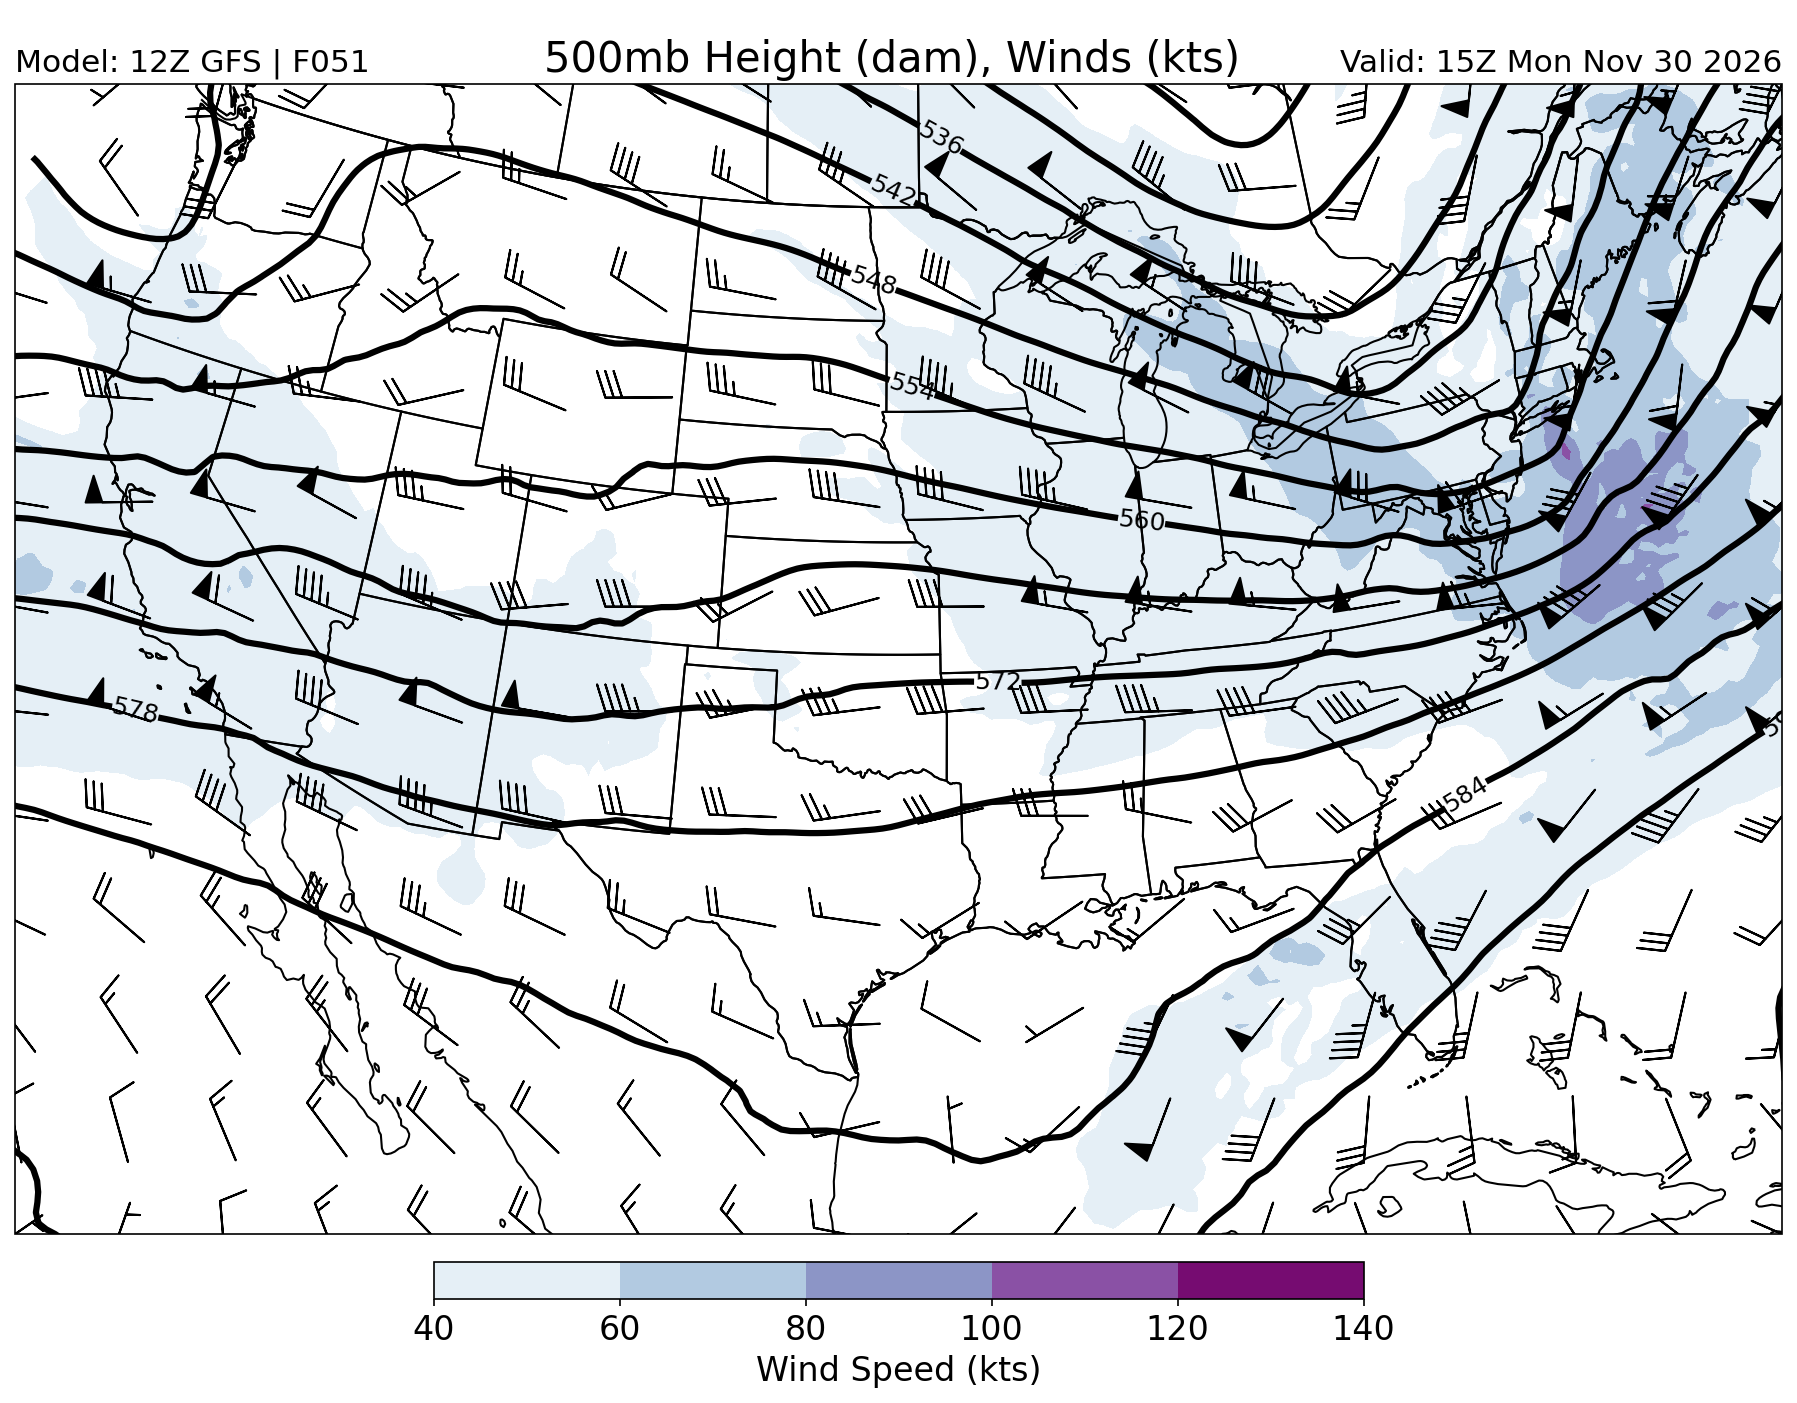 Model: 12Z GFS | F051
500mb Height (dam), Winds (kts)
Valid: 15Z Mon Nov 30 2026
536
542
548
554
560
572
578
584
40 60 80 100 120 140
Wind Speed (kts)